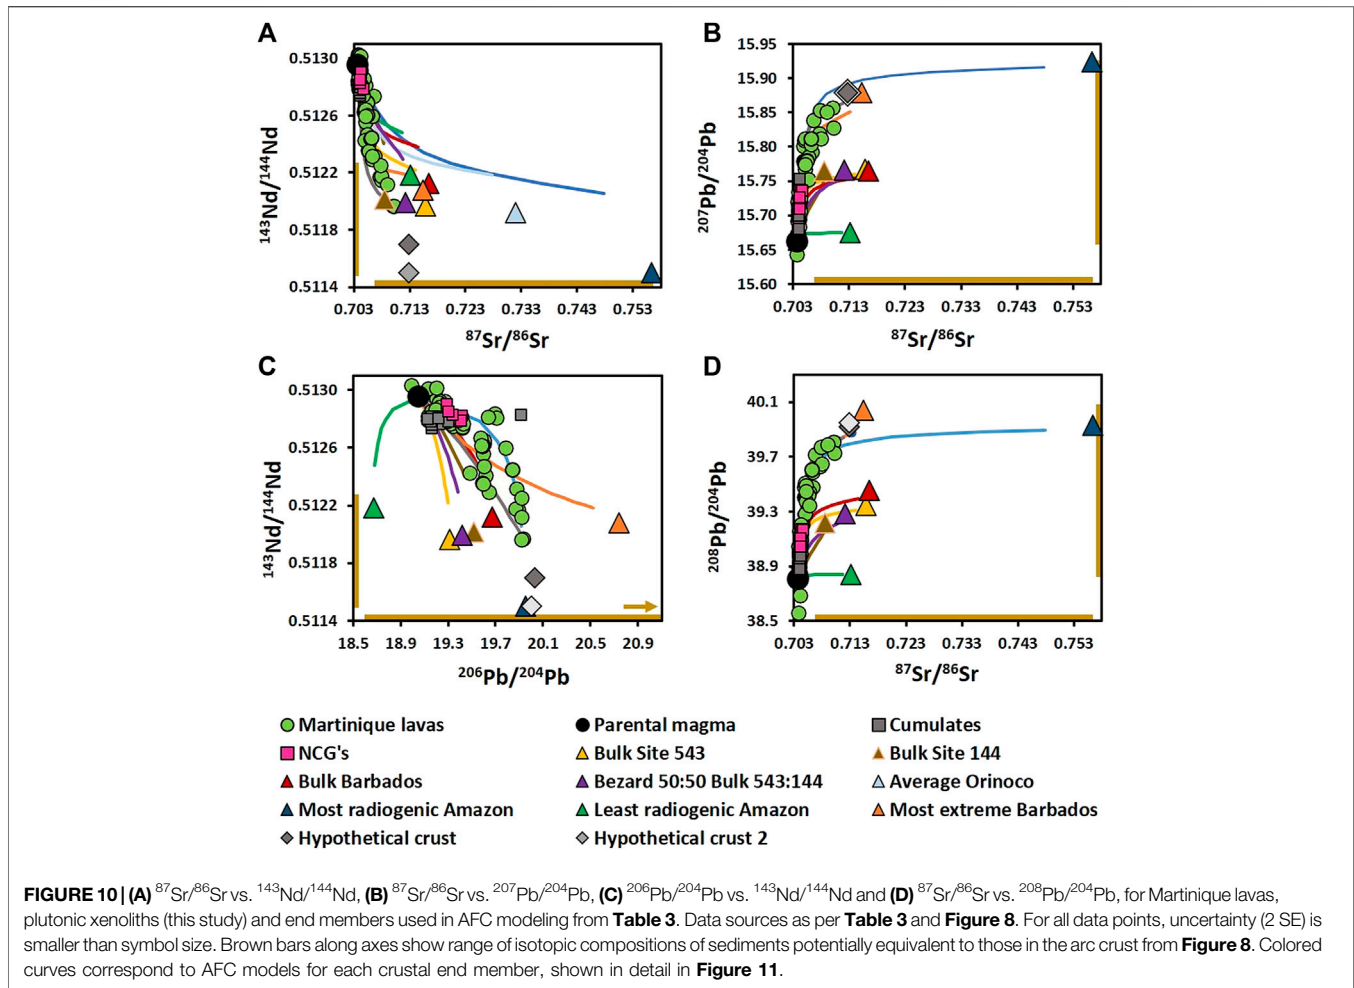 A
0.5130
0.5126
0.5122
0.5118
0.5114
143Nd/144Nd
0.703 0.713 0.723 0.733 0.743 0.753
87Sr/86Sr
B
15.95
15.90
15.85
15.80
15.75
15.70
15.65
15.60
207Pb/204Pb
0.703 0.713 0.723 0.733 0.743 0.753
87Sr/86Sr
C
0.5130
0.5126
0.5122
0.5118
0.5114
143Nd/144Nd
18.5 18.9 19.3 19.7 20.1 20.5 20.9
206Pb/204Pb
D
40.1
39.7
39.3
38.9
38.5
208Pb/204Pb
0.703 0.713 0.723 0.733 0.743 0.753
87Sr/86Sr
Martinique lavas Parental magma Cumulates
NCG's Bulk Site 543 Bulk Site 144
Bulk Barbados Bezard 50:50 Bulk 543:144 Average Orinoco
Most radiogenic Amazon Least radiogenic Amazon Most extreme Barbados
Hypothetical crust Hypothetical crust 2
FIGURE 10 | (A) 87Sr/86Sr vs. 143Nd/144Nd, (B) 87Sr/86Sr vs. 207Pb/204Pb, (C) 206Pb/204Pb vs. 143Nd/144Nd and (D) 87Sr/86Sr vs. 208Pb/204Pb, for Martinique lavas,
plutonic xenoliths (this study) and end members used in AFC modeling from Table 3. Data sources as per Table 3 and Figure 8. For all data points, uncertainty (2 SE) is
smaller than symbol size. Brown bars along axes show range of isotopic compositions of sediments potentially equivalent to those in the arc crust from Figure 8. Colored
curves correspond to AFC models for each crustal end member, shown in detail in Figure 11.